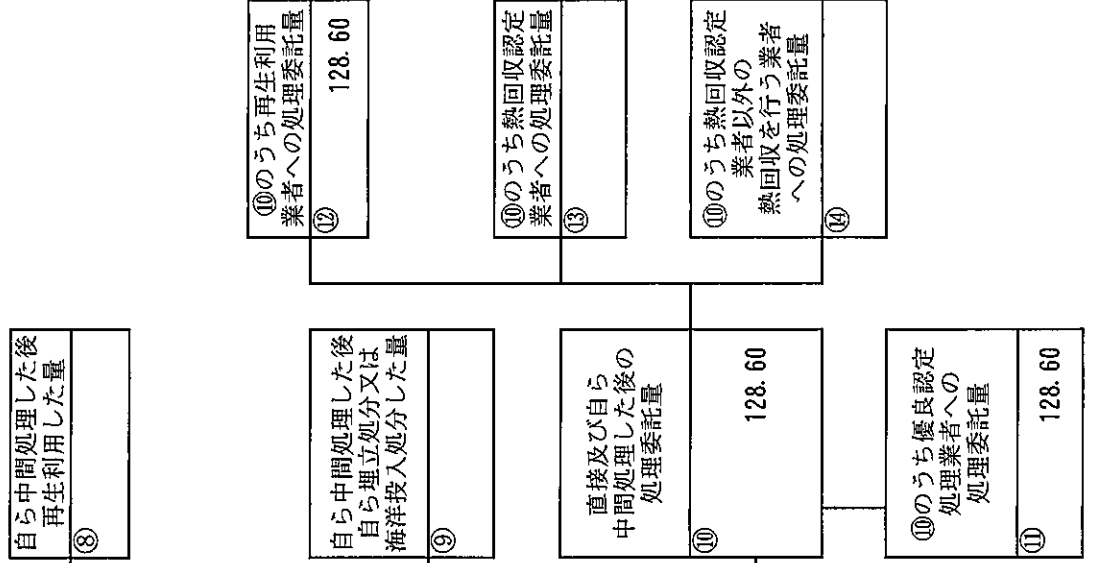 自ら中間処理した後
再生利用した量
⑧
自ら中間処理した後
自ら埋立処分又は
海洋投入処分した量
⑨
直接及び自ら
中間処理した後の
処理委託量
⑩
128.60
⑩のうち優良認定
処理業者への
処理委託量
⑪
128.60
⑩のうち再生利用
業者への処理委託量
⑫
128.60
⑩のうち熱回収認定
業者への処理委託量
⑬
⑩のうち熱回収認定
業者以外の
熱回収を行う業者
への処理委託量
⑭